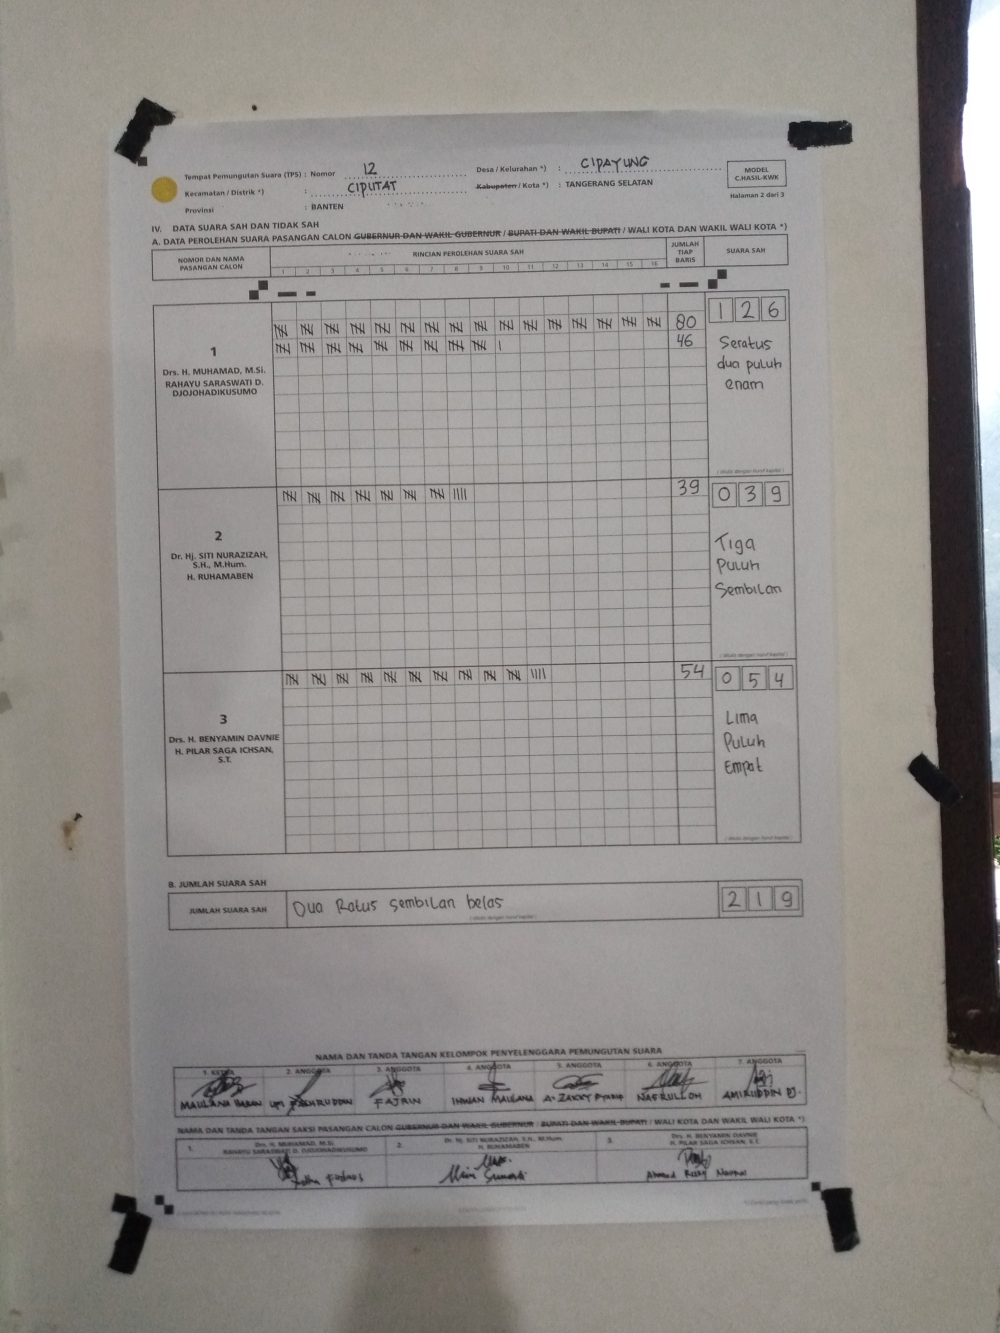 Tempat Pemungutan Suara (TPS) : Nomor 12 Desa / Kelurahan *) : CIPAYUNG
Kecamatan / Distrik *) : CIPUTAT Kabupaten / Kota *) : TANGERANG SELATAN
Provinsi : BANTEN
MODEL
C.HASIL-KWK
Halaman 2 dari 3
IV. DATA SUARA SAH DAN TIDAK SAH
A. DATA PEROLEHAN SUARA PASANGAN CALON GUBERNUR DAN WAKIL GUBERNUR / BUPATI DAN WAKIL BUPATI / WALI KOTA DAN WAKIL WALI KOTA *)
NOMOR DAN NAMA
PASANGAN CALON
RINCIAN PEROLEHAN SUARA SAH
1 2 3 4 5 6 7 8 9 10 11 12 13 14 15 16
JUMLAH
TIAP
BARIS
SUARA SAH
1
Drs. H. MUHAMAD, M.Si.
RAHAYU SARASWATI D.
DJOJOHADIKUSUMO
80
46
1 2 6
Seratus
dua puluh
enam
(ditulis dengan huruf kapital)
2
Dr. Hj. SITI NURAZIZAH,
S.H., M.Hum.
H. RUHAMABEN
39
0 3 9
Tiga
Puluh
Sembilan
(ditulis dengan huruf kapital)
3
Drs. H. BENYAMIN DAVNIE
H. PILAR SAGA ICHSAN,
S.T.
54
0 5 4
Lima
Puluh
Empat
(ditulis dengan huruf kapital)
B. JUMLAH SUARA SAH
JUMLAH SUARA SAH
Dua Ratus Sembilan belas
(ditulis dengan huruf kapital)
2 1 9
NAMA DAN TANDA TANGAN KELOMPOK PENYELENGGARA PEMUNGUTAN SUARA
1. KETUA 2. ANGGOTA 3. ANGGOTA 4. ANGGOTA 5. ANGGOTA 6. ANGGOTA 7. ANGGOTA
MAULANA FAJRIN IHWAN MAULANA A. ZAKKY NASRULLOH AMIRUDDIN
NAMA DAN TANDA TANGAN SAKSI PASANGAN CALON GUBERNUR DAN WAKIL GUBERNUR / BUPATI DAN WAKIL BUPATI / WALI KOTA DAN WAKIL WALI KOTA *)
1. Drs. H. MUHAMAD, M.Si.
RAHAYU SARASWATI D. DJOJOHADIKUSUMO
2. Dr. Hj. SITI NURAZIZAH, S.H., M.Hum.
H. RUHAMABEN
3. Drs. H. BENYAMIN DAVNIE
H. PILAR SAGA ICHSAN, S.T.
Ahmad